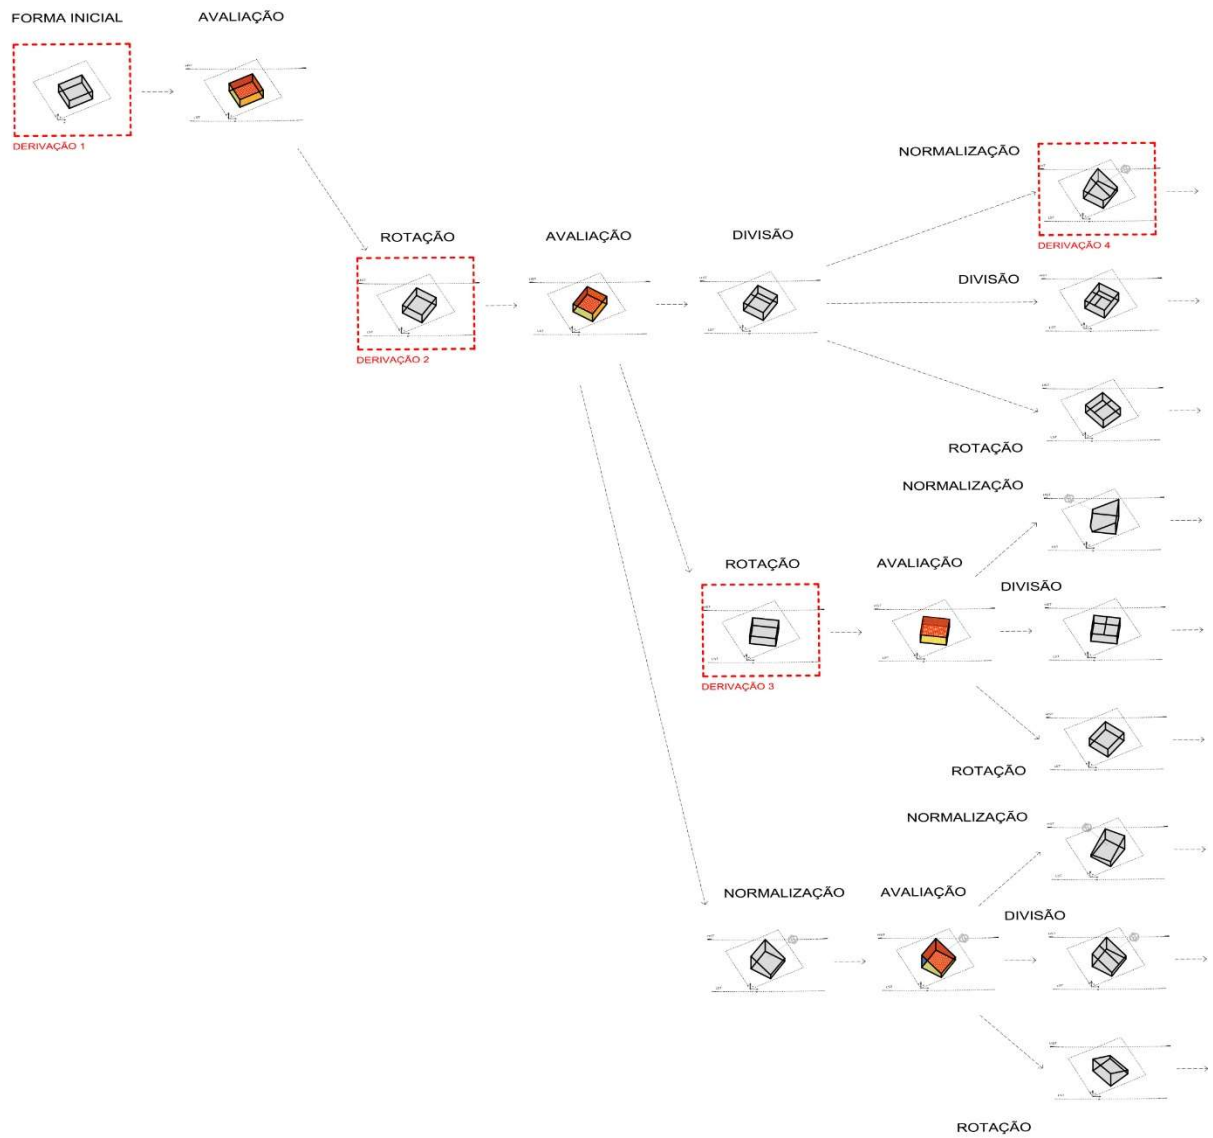 FORMA INICIAL
AVALIAÇÃO
DERIVAÇÃO 1
NORMALIZAÇÃO
DERIVAÇÃO 4
ROTAÇÃO
AVALIAÇÃO
DIVISÃO
DERIVAÇÃO 2
DIVISÃO
ROTAÇÃO
NORMALIZAÇÃO
ROTAÇÃO
AVALIAÇÃO
DIVISÃO
DERIVAÇÃO 3
ROTAÇÃO
NORMALIZAÇÃO
NORMALIZAÇÃO
AVALIAÇÃO
DIVISÃO
ROTAÇÃO